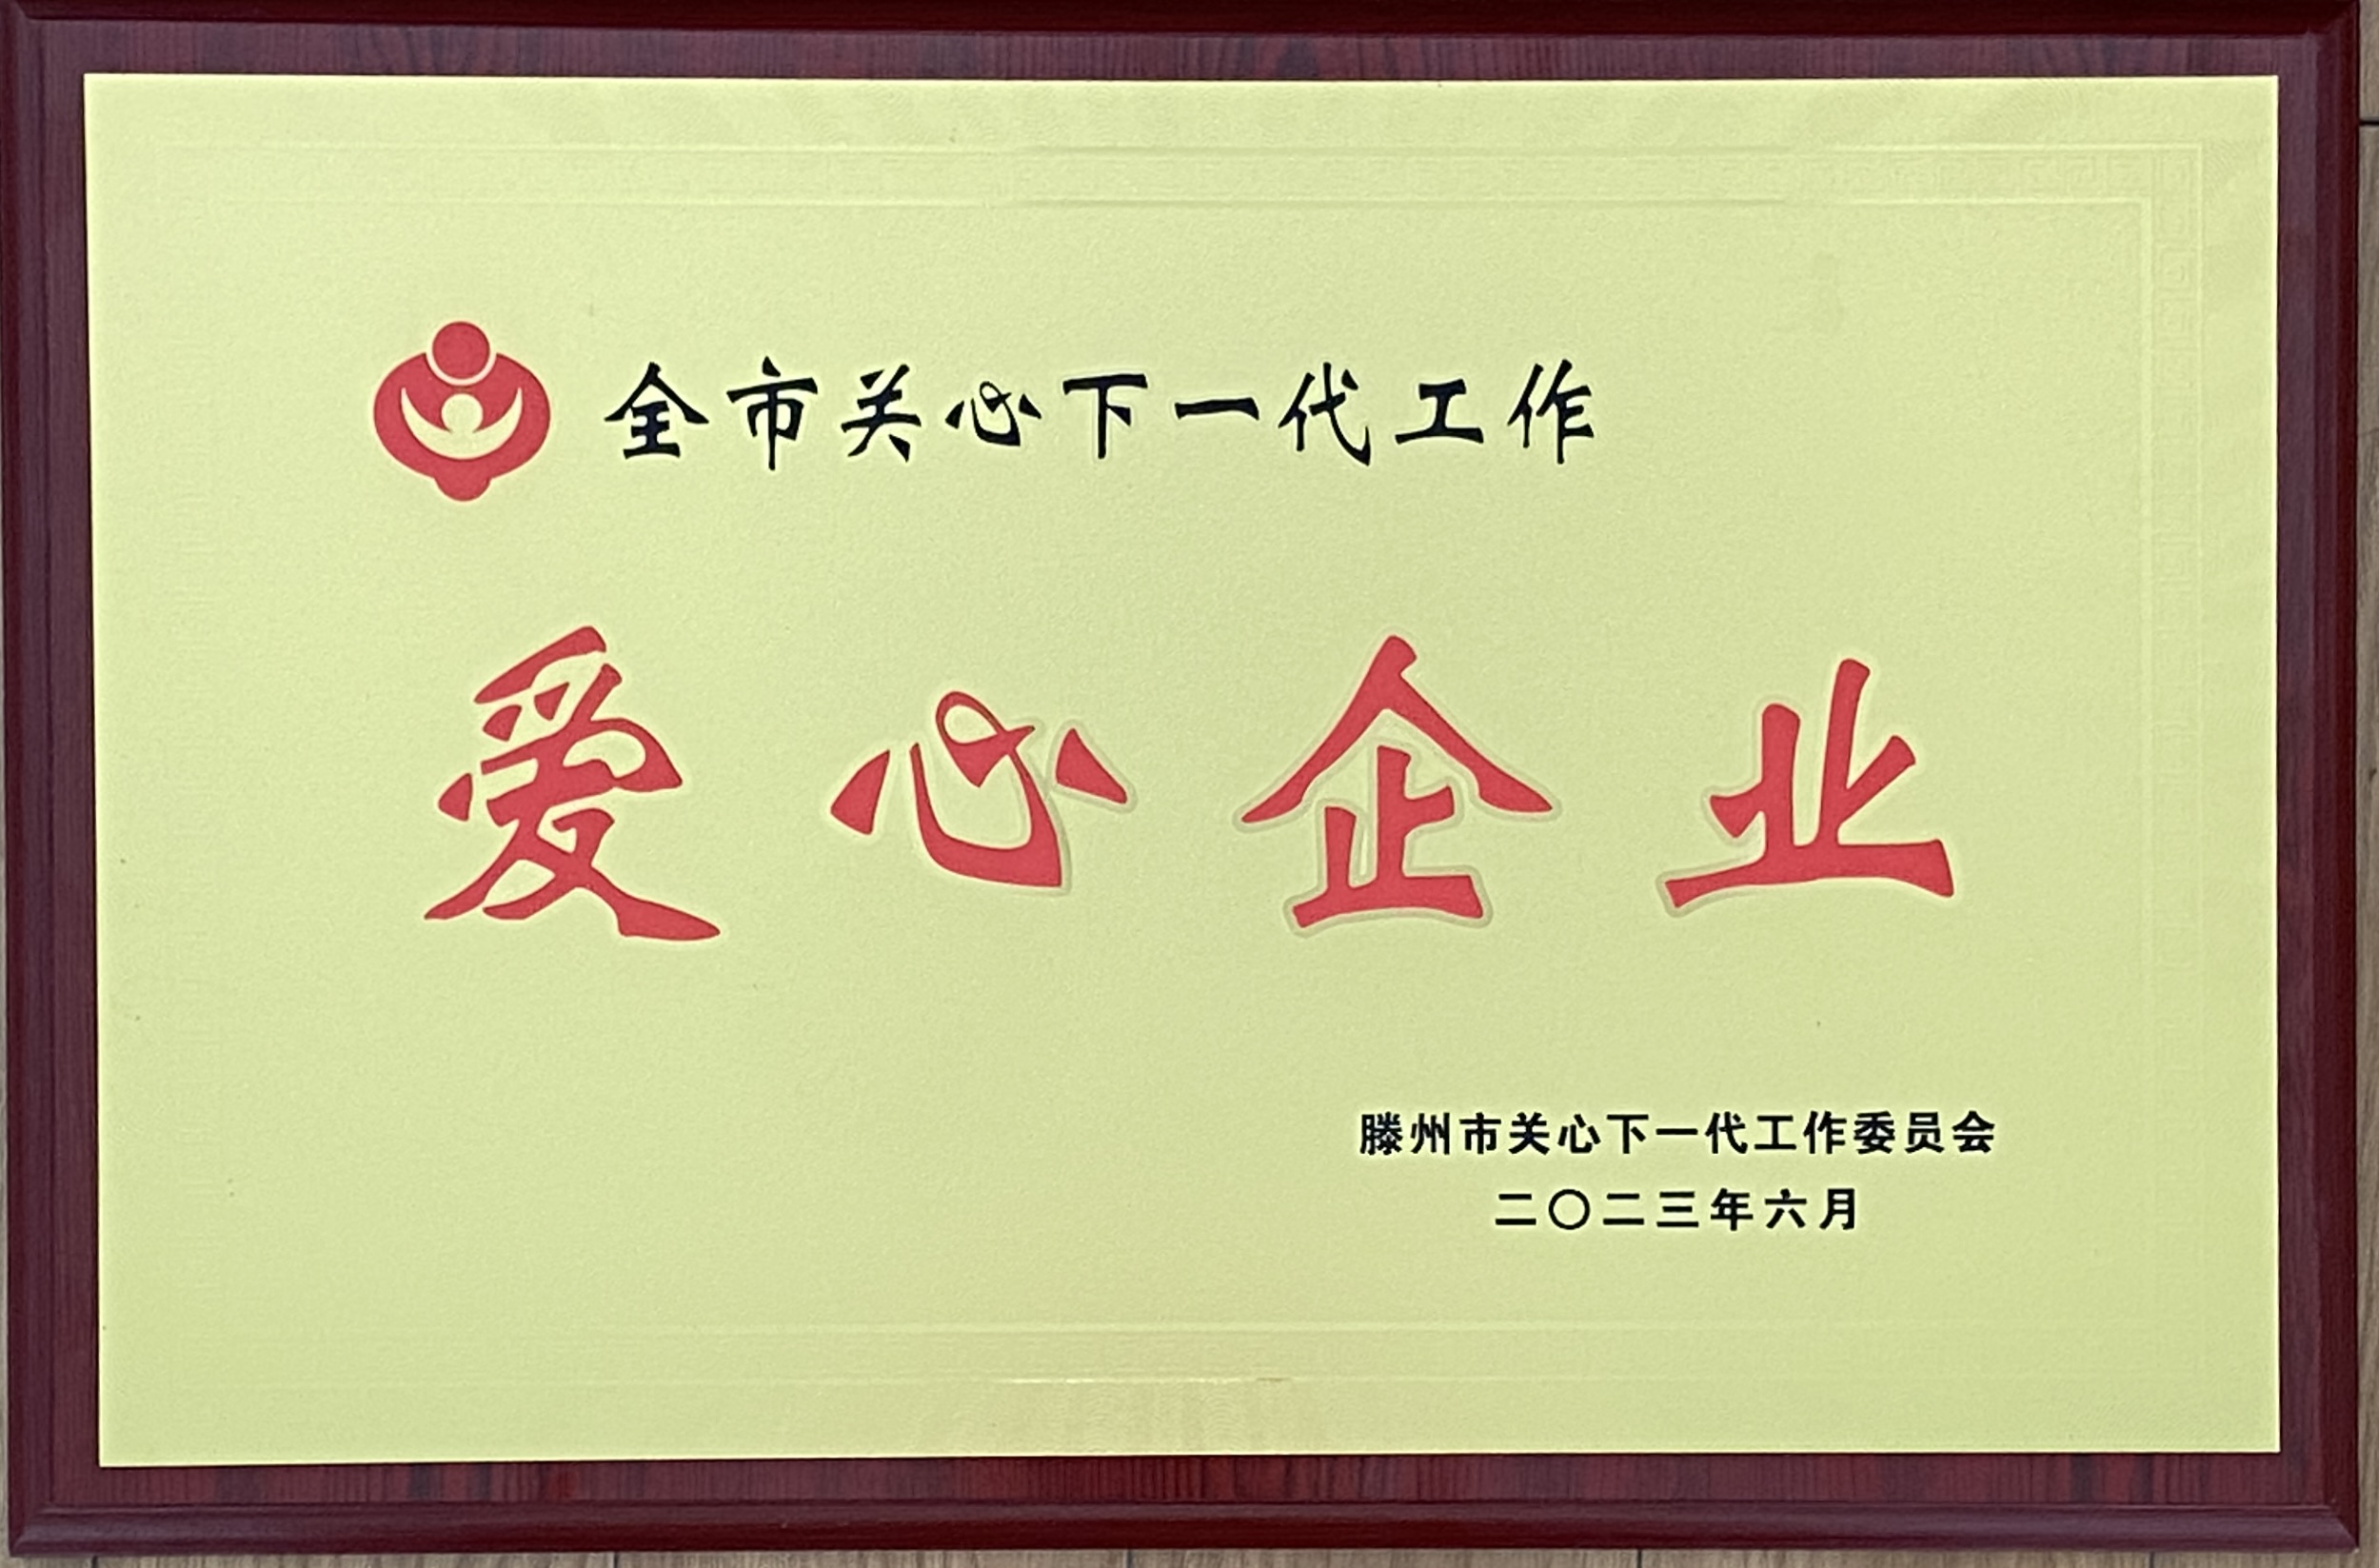 全市关心下一代工作
爱心企业
滕州市关心下一代工作委员会
二〇二三年六月